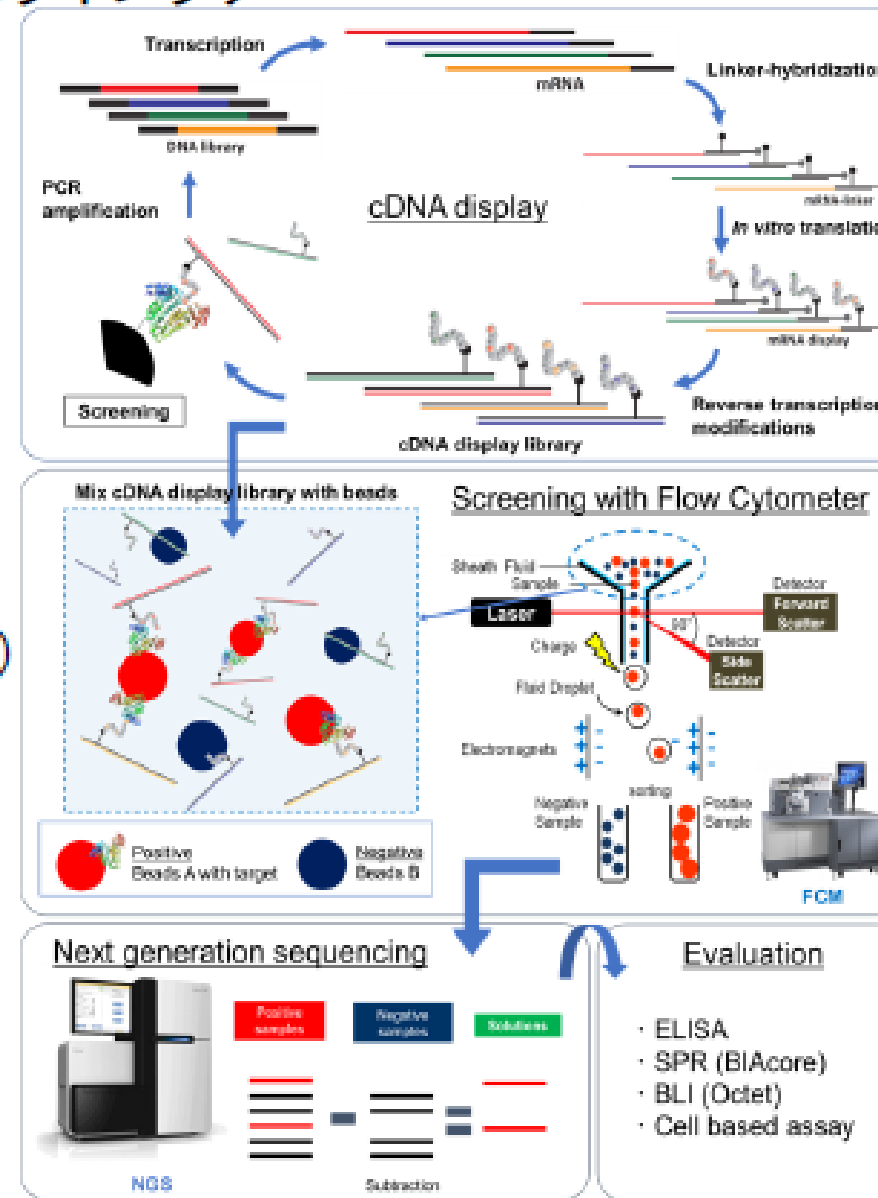 Transcription
mRNA
Linker-hybridization
DNA library
mRNA-linker
PCR
amplification
cDNA display
In vitro translatio
mRNA display
Screening
Reverse transcription
modifications
cDNA display library
Mix cDNA display library with beads
Screening with Flow Cytometer
Sheath Fluid
Sample
Laser
Detector
Forward
Scatter
90°
Detector
Side
Scatter
Charge
Fluid Droplet
Electromagnets
sorting
Negative
Sample
Positive
Sample
FCM
Positive
Beads A with target
Negative
Beads B
Next generation sequencing
Positive
samples
Negative
samples
Solutions
NGS
Subtraction
Evaluation
・ELISA
・SPR (BIAcore)
・BLI (Octet)
・Cell based assay